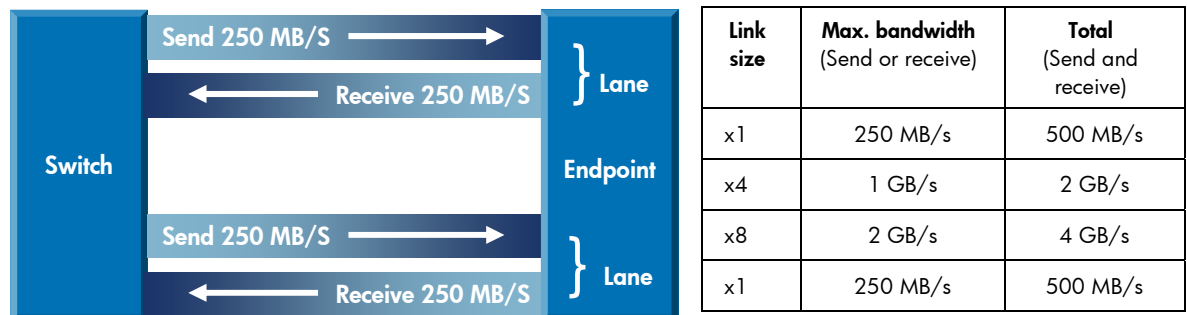 Send 250 MB/S
Receive 250 MB/S
Lane
Switch
Endpoint
Send 250 MB/S
Receive 250 MB/S
Lane
Link size
Max. bandwidth
(Send or receive)
Total
(Send and receive)
x1 250 MB/s 500 MB/s
x4 1 GB/s 2 GB/s
x8 2 GB/s 4 GB/s
x1 250 MB/s 500 MB/s